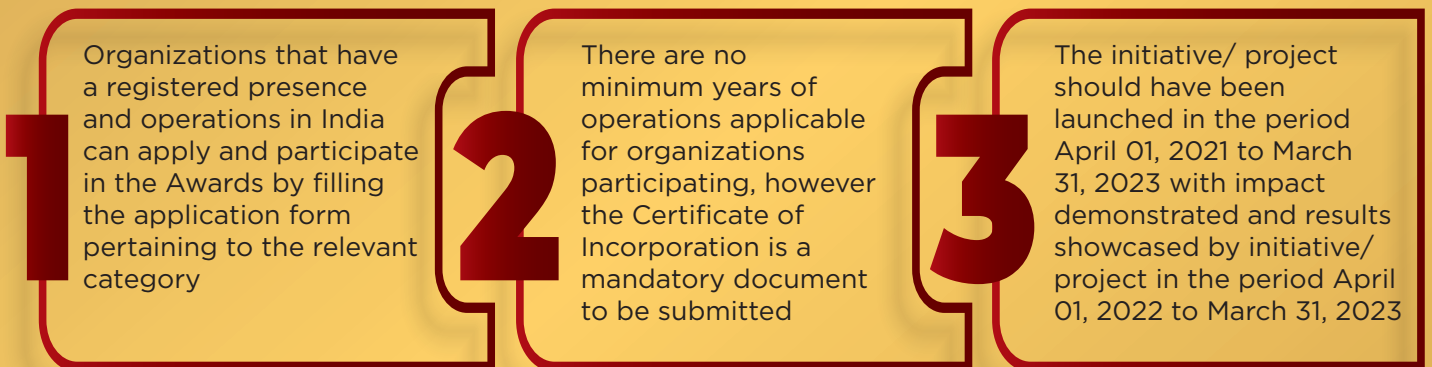 1
Organizations that have
a registered presence
and operations in India
can apply and participate
in the Awards by filling
the application form
pertaining to the relevant
category
2
There are no
minimum years of
operations applicable
for organizations
participating, however
the Certificate of
Incorporation is a
mandatory document
to be submitted
3
The initiative/ project
should have been
launched in the period
April 01, 2021 to March
31, 2023 with impact
demonstrated and results
showcased by initiative/
project in the period April
01, 2022 to March 31, 2023